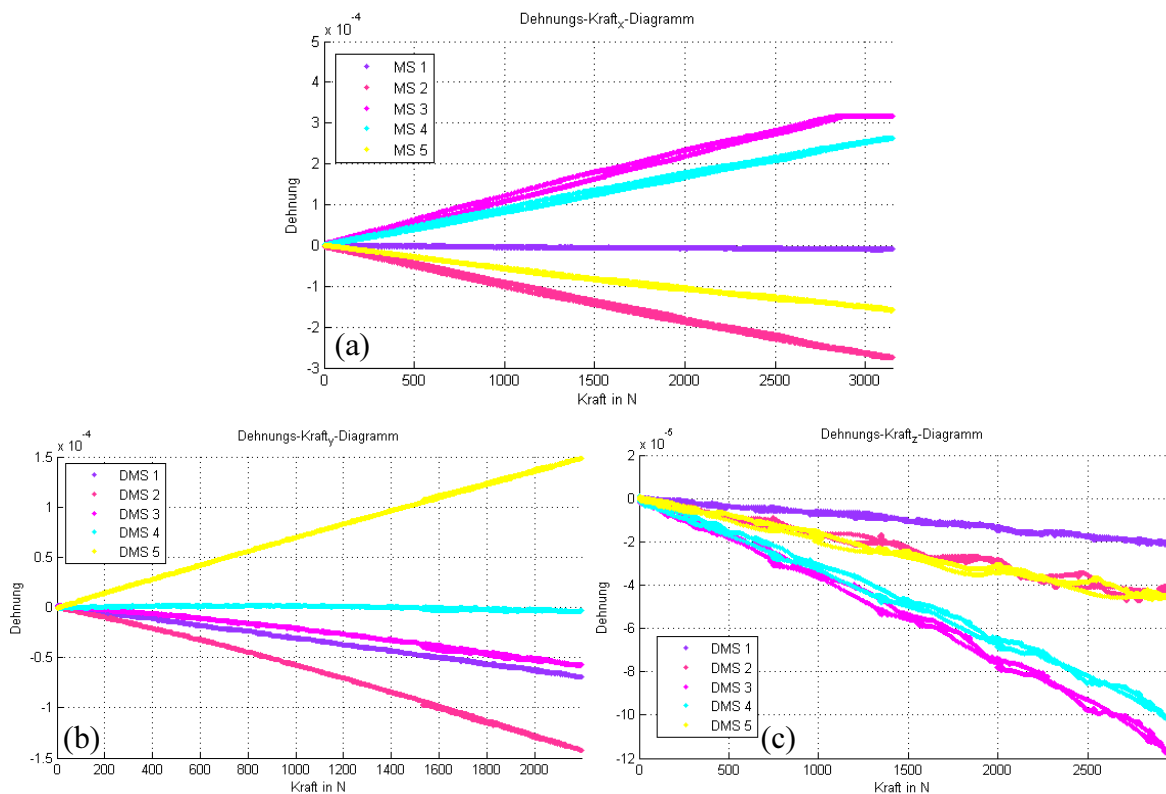 Dehnungs-Kraftx-Diagramm
x 10-4
5
4
3
2
1
0
-1
-2
-3
Dehnung
MS 1
MS 2
MS 3
MS 4
MS 5
(a)
0 500 1000 1500 2000 2500 3000
Kraft in N
Dehnungs-Krafty-Diagramm
x 10-4
1.5
1
0.5
0
-0.5
-1
-1.5
Dehnung
DMS 1
DMS 2
DMS 3
DMS 4
DMS 5
(b)
0 200 400 600 800 1000 1200 1400 1600 1800 2000
Kraft in N
Dehnungs-Kraftz-Diagramm
x 10-6
2
0
-2
-4
-6
-8
-10
-12
Dehnung
DMS 1
DMS 2
DMS 3
DMS 4
DMS 5
(c)
0 500 1000 1500 2000 2500
Kraft in N